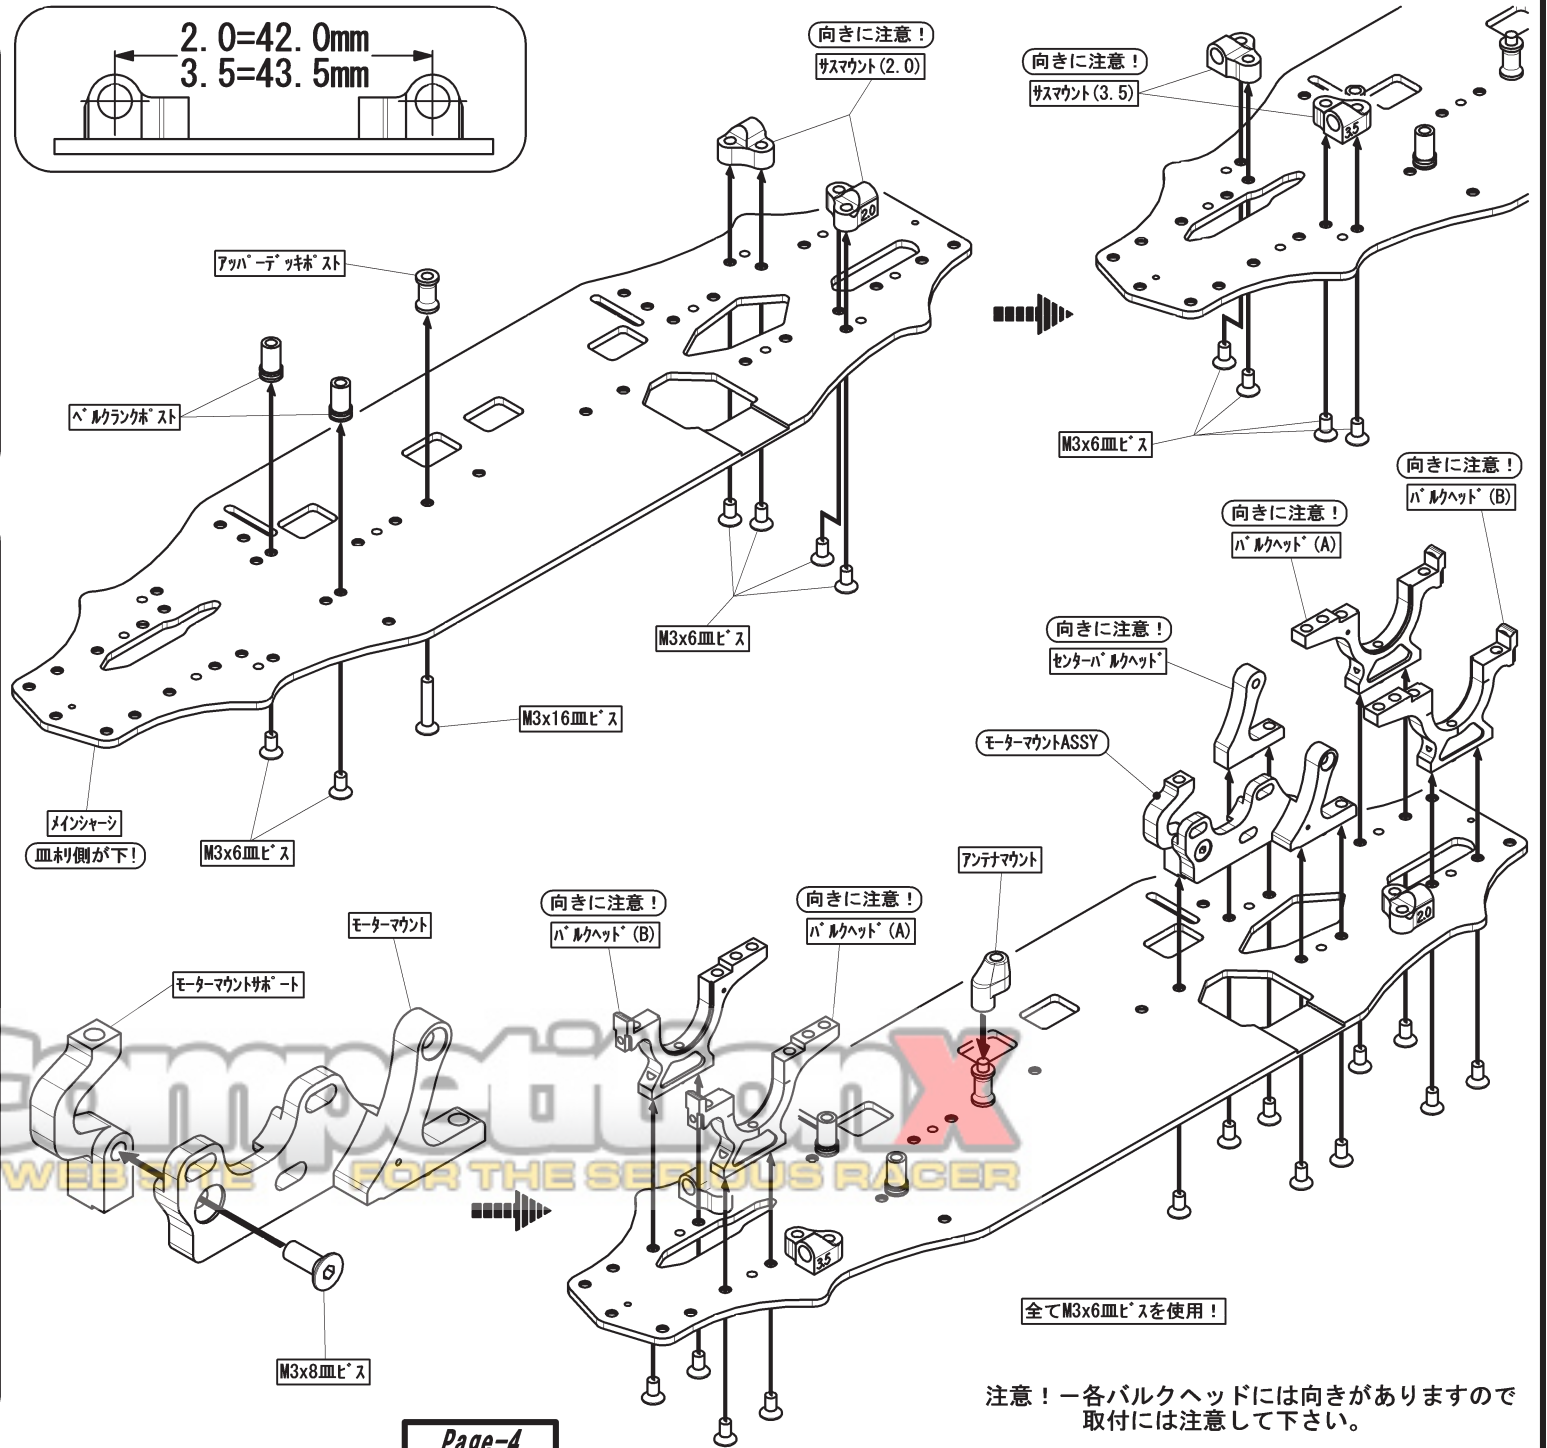 2.0=42.0mm
3.5=43.5mm
向きに注意!
ｻｽﾏｳﾝﾄ(2.0)
向きに注意!
ｻｽﾏｳﾝﾄ(3.5)
3.5
2.0
ｱｯﾊﾟｰﾃﾞｯｷﾎﾟｽﾄ
ﾍﾞﾙｸﾗﾝｸﾎﾟｽﾄ
M3x6皿ﾋﾞｽ
M3x6皿ﾋﾞｽ
M3x16皿ﾋﾞｽ
ﾒｲﾝｼｬｰｼ
皿ﾎﾘ側が下!
M3x6皿ﾋﾞｽ
向きに注意!
ﾊﾞﾙｸﾍｯﾄﾞ(B)
向きに注意!
ﾊﾞﾙｸﾍｯﾄﾞ(A)
向きに注意!
ｾﾝﾀｰﾊﾞﾙｸﾍｯﾄﾞ
ﾓｰﾀｰﾏｳﾝﾄASSY
ｱﾝﾃﾅﾏｳﾝﾄ
2.0
向きに注意!
ﾊﾞﾙｸﾍｯﾄﾞ(B)
向きに注意!
ﾊﾞﾙｸﾍｯﾄﾞ(A)
ﾓｰﾀｰﾏｳﾝﾄ
ﾓｰﾀｰﾏｳﾝﾄｻﾎﾟｰﾄ
CompetitionX
WEB SITE FOR THE SERIOUS RACER
3.5
M3x8皿ﾋﾞｽ
全てM3x6皿ﾋﾞｽを使用!
注意!ー各バルクヘッドには向きがありますので
取付には注意して下さい。
Page-4